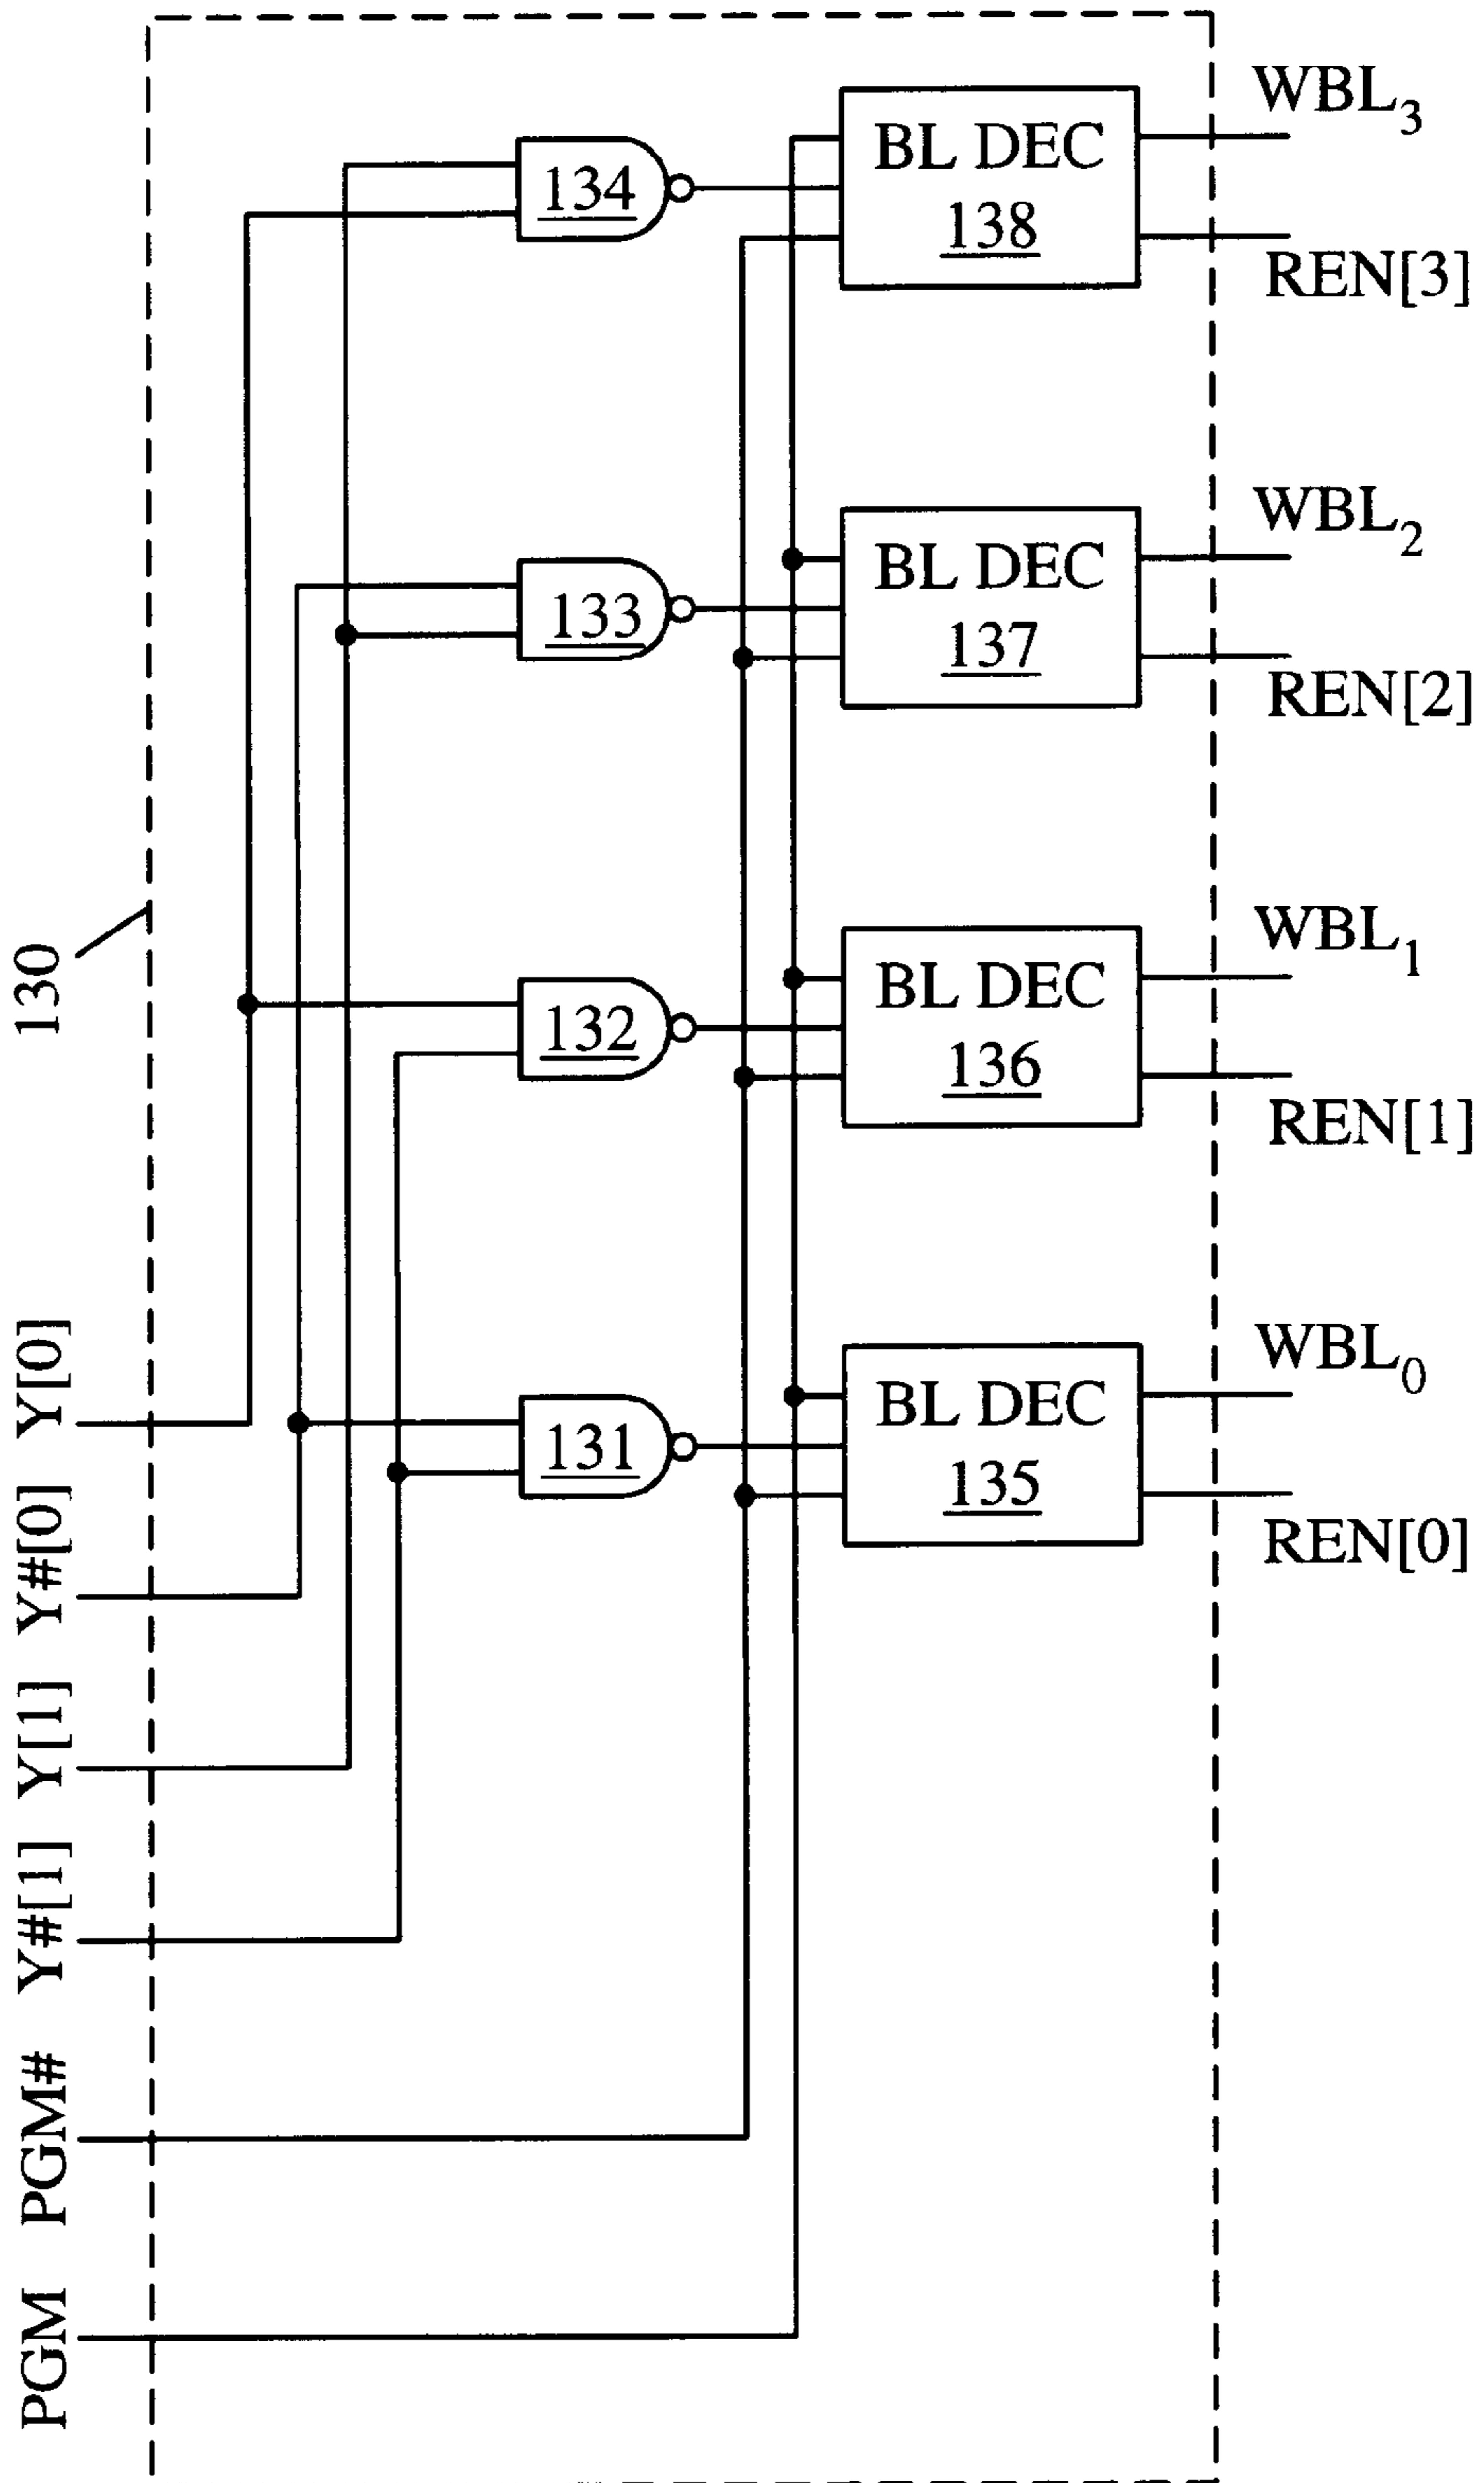 WBL3
BL DEC
134
138
REN[3]
WBL2
BL DEC
133
137
REN[2]
WBL1
130
BL DEC
132
136
REN[1]
Y[0]
WBL0
BL DEC
131
135
REN[0]
Y#[0]
Y[1]
Y#[1]
PGM#
PGM